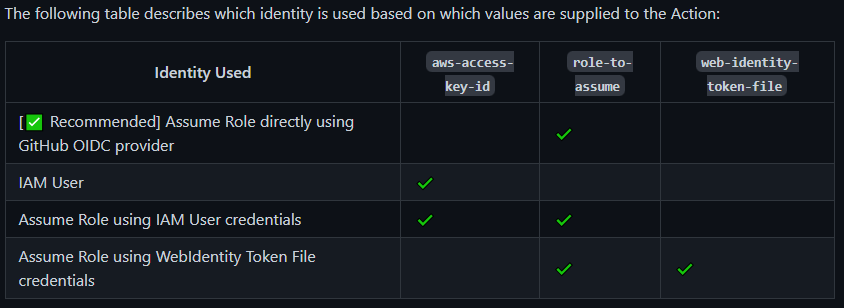 The following table describes which identity is used based on which values are supplied to the Action:
Identity Used
aws-access-
key-id
role-to-
assume
web-identity-
token-file
[✅ Recommended] Assume Role directly using
GitHub OIDC provider
✓
IAM User
✓
Assume Role using IAM User credentials
✓ ✓
Assume Role using WebIdentity Token File
credentials
✓ ✓